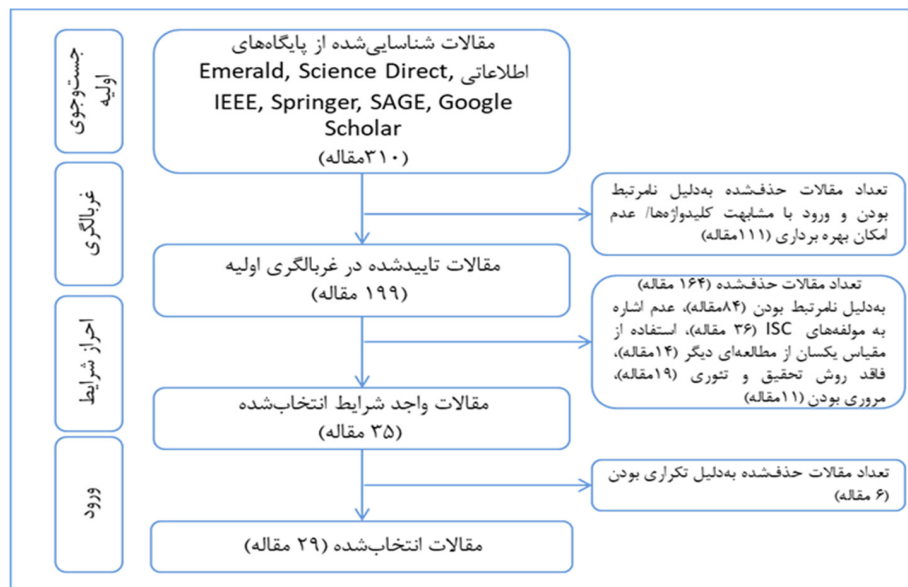 جست‌وجوی
اولیه
مقالات شناسایی‌شده از پایگاه‌های
اطلاعاتی Emerald, Science Direct,
IEEE, Springer, SAGE, Google
Scholar
(۳۱۰مقاله)
غربالگری
تعداد مقالات حذف‌شده به‌دلیل نامرتبط
بودن و ورود با مشابهت کلیدواژه‌ها/ عدم
امکان بهره برداری (۱۱۱مقاله)
مقالات تاییدشده در غربالگری اولیه
(۱۹۹ مقاله)
احراز شرایط
تعداد مقالات حذف‌شده (۱۶۴ مقاله)
به‌دلیل نامرتبط بودن (۸۴مقاله)، عدم اشاره
به مولفه‌های ISC (۳۶ مقاله)، استفاده از
مقیاس یکسان از مطالعه‌ای دیگر (۱۴مقاله)،
فاقد روش تحقیق و تئوری (۱۹مقاله)،
مروری بودن (۱۱مقاله)
مقالات واجد شرایط انتخاب‌شده
(۳۵ مقاله)
ورود
تعداد مقالات حذف‌شده به‌دلیل تکراری بودن
(۶ مقاله)
مقالات انتخاب‌شده (۲۹ مقاله)